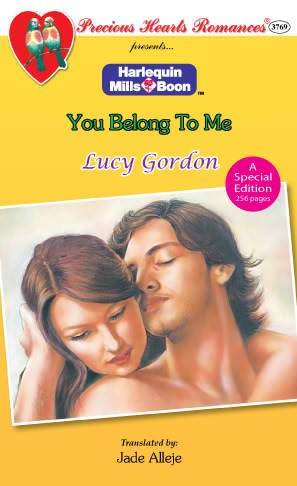 Precious Hearts Romances® 3769
presents...
Harlequin
Mills & Boon ™
You Belong To Me
Lucy Gordon
A
Special
Edition
256 pages
Translated by:
Jade Alleje